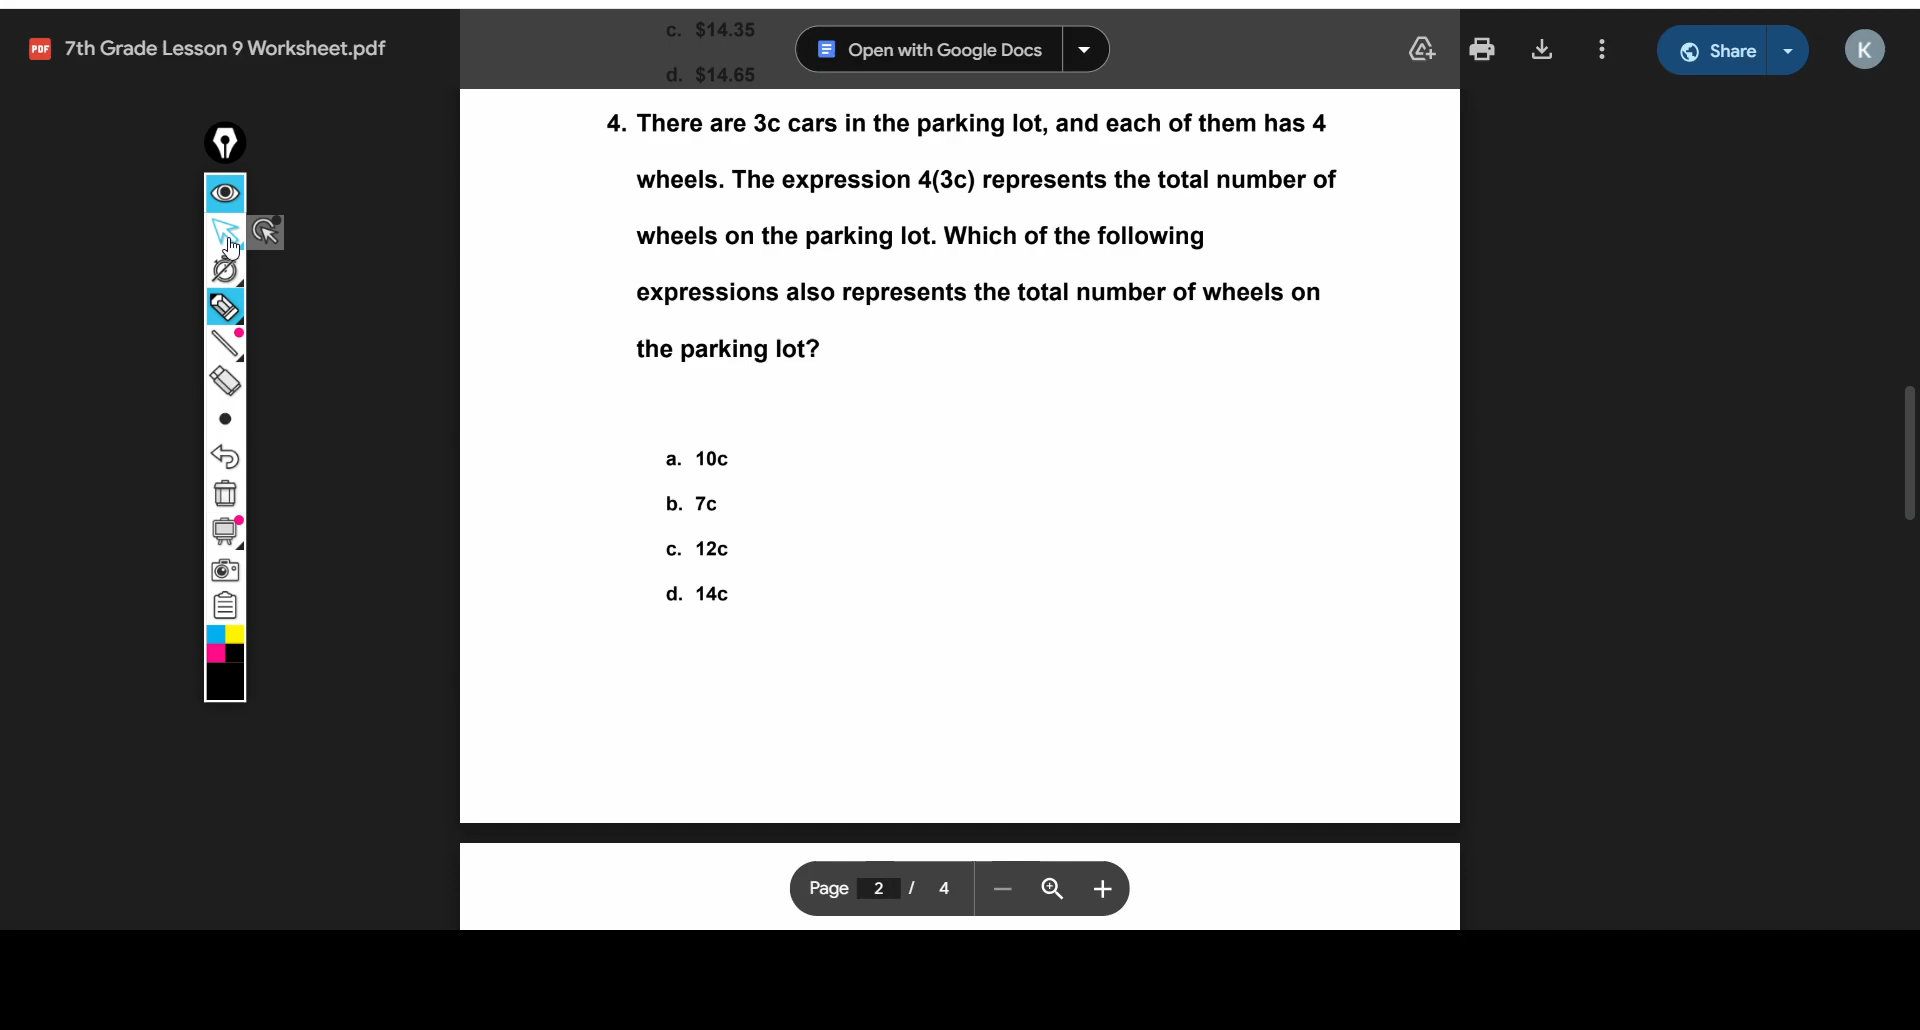 c. $14.35
PDF 7th Grade Lesson 9 Worksheet.pdf
Open with Google Docs
Share
K
d. $14.65
4. There are 3c cars in the parking lot, and each of them has 4
wheels. The expression 4(3c) represents the total number of
wheels on the parking lot. Which of the following
expressions also represents the total number of wheels on
the parking lot?
a. 10c
b. 7c
c. 12c
d. 14c
Page 2 / 4